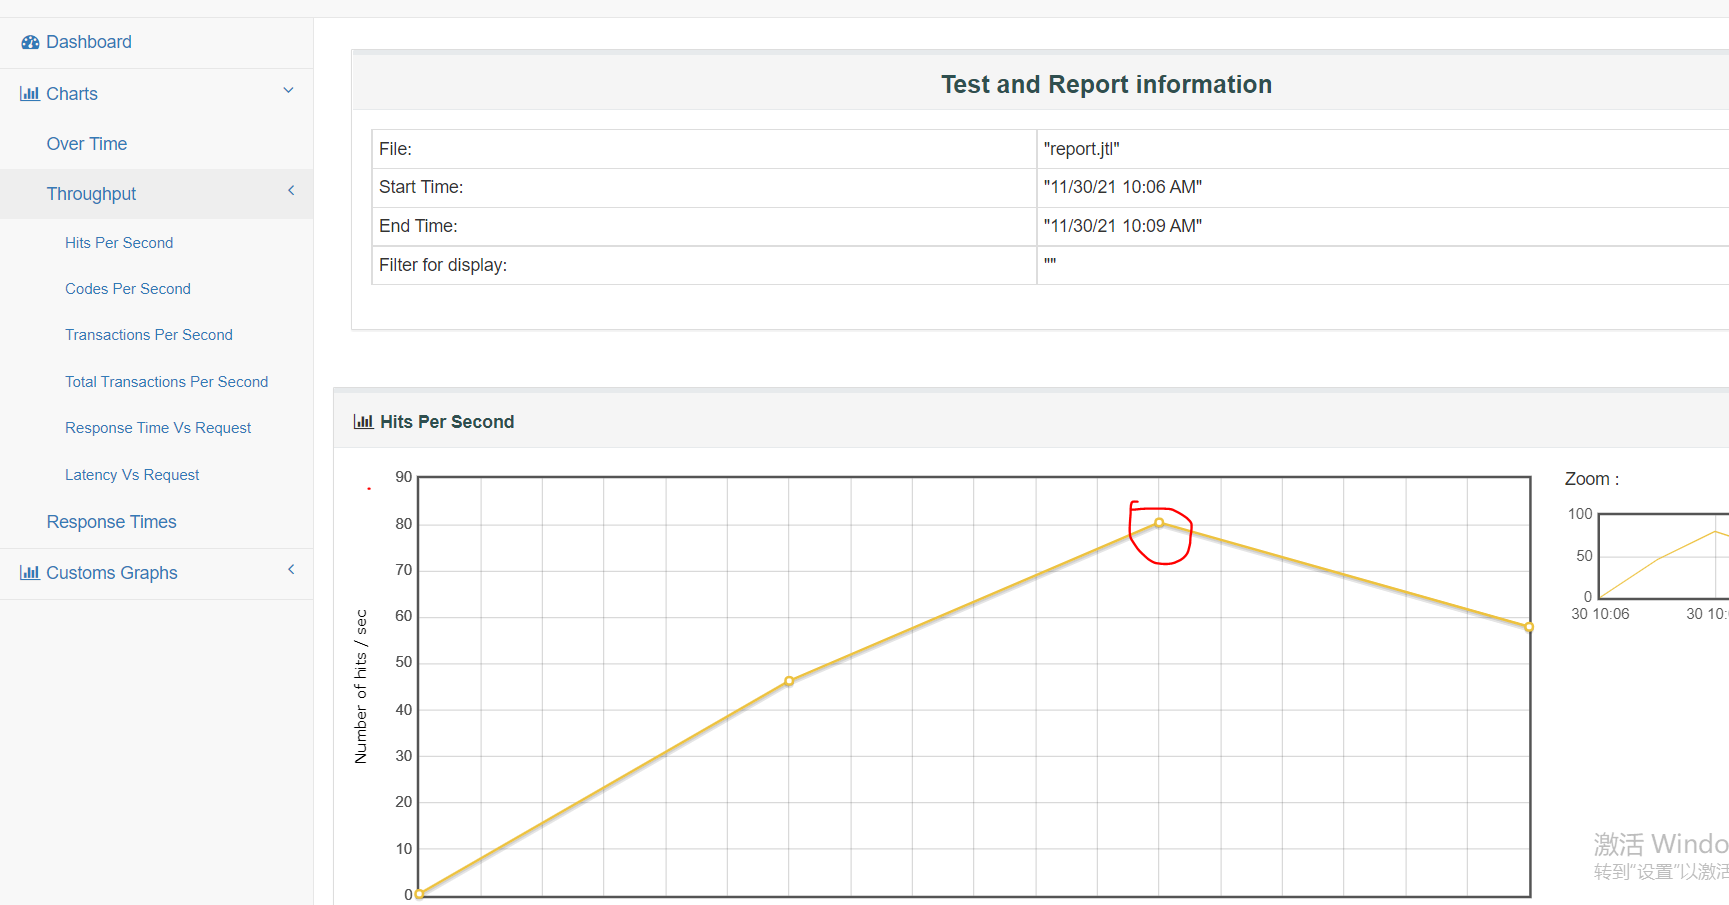 Dashboard
Charts
Over Time
Throughput
Hits Per Second
Codes Per Second
Transactions Per Second
Total Transactions Per Second
Response Time Vs Request
Latency Vs Request
Response Times
Customs Graphs
Test and Report information
File: "report.jtl"
Start Time: "11/30/21 10:06 AM"
End Time: "11/30/21 10:09 AM"
Filter for display: ""
Hits Per Second
Number of hits / sec
90
80
70
60
50
40
30
20
10
0
Zoom :
100
50
0
30 10:06 30 10:
激活 Windo
转到"设置"以激活